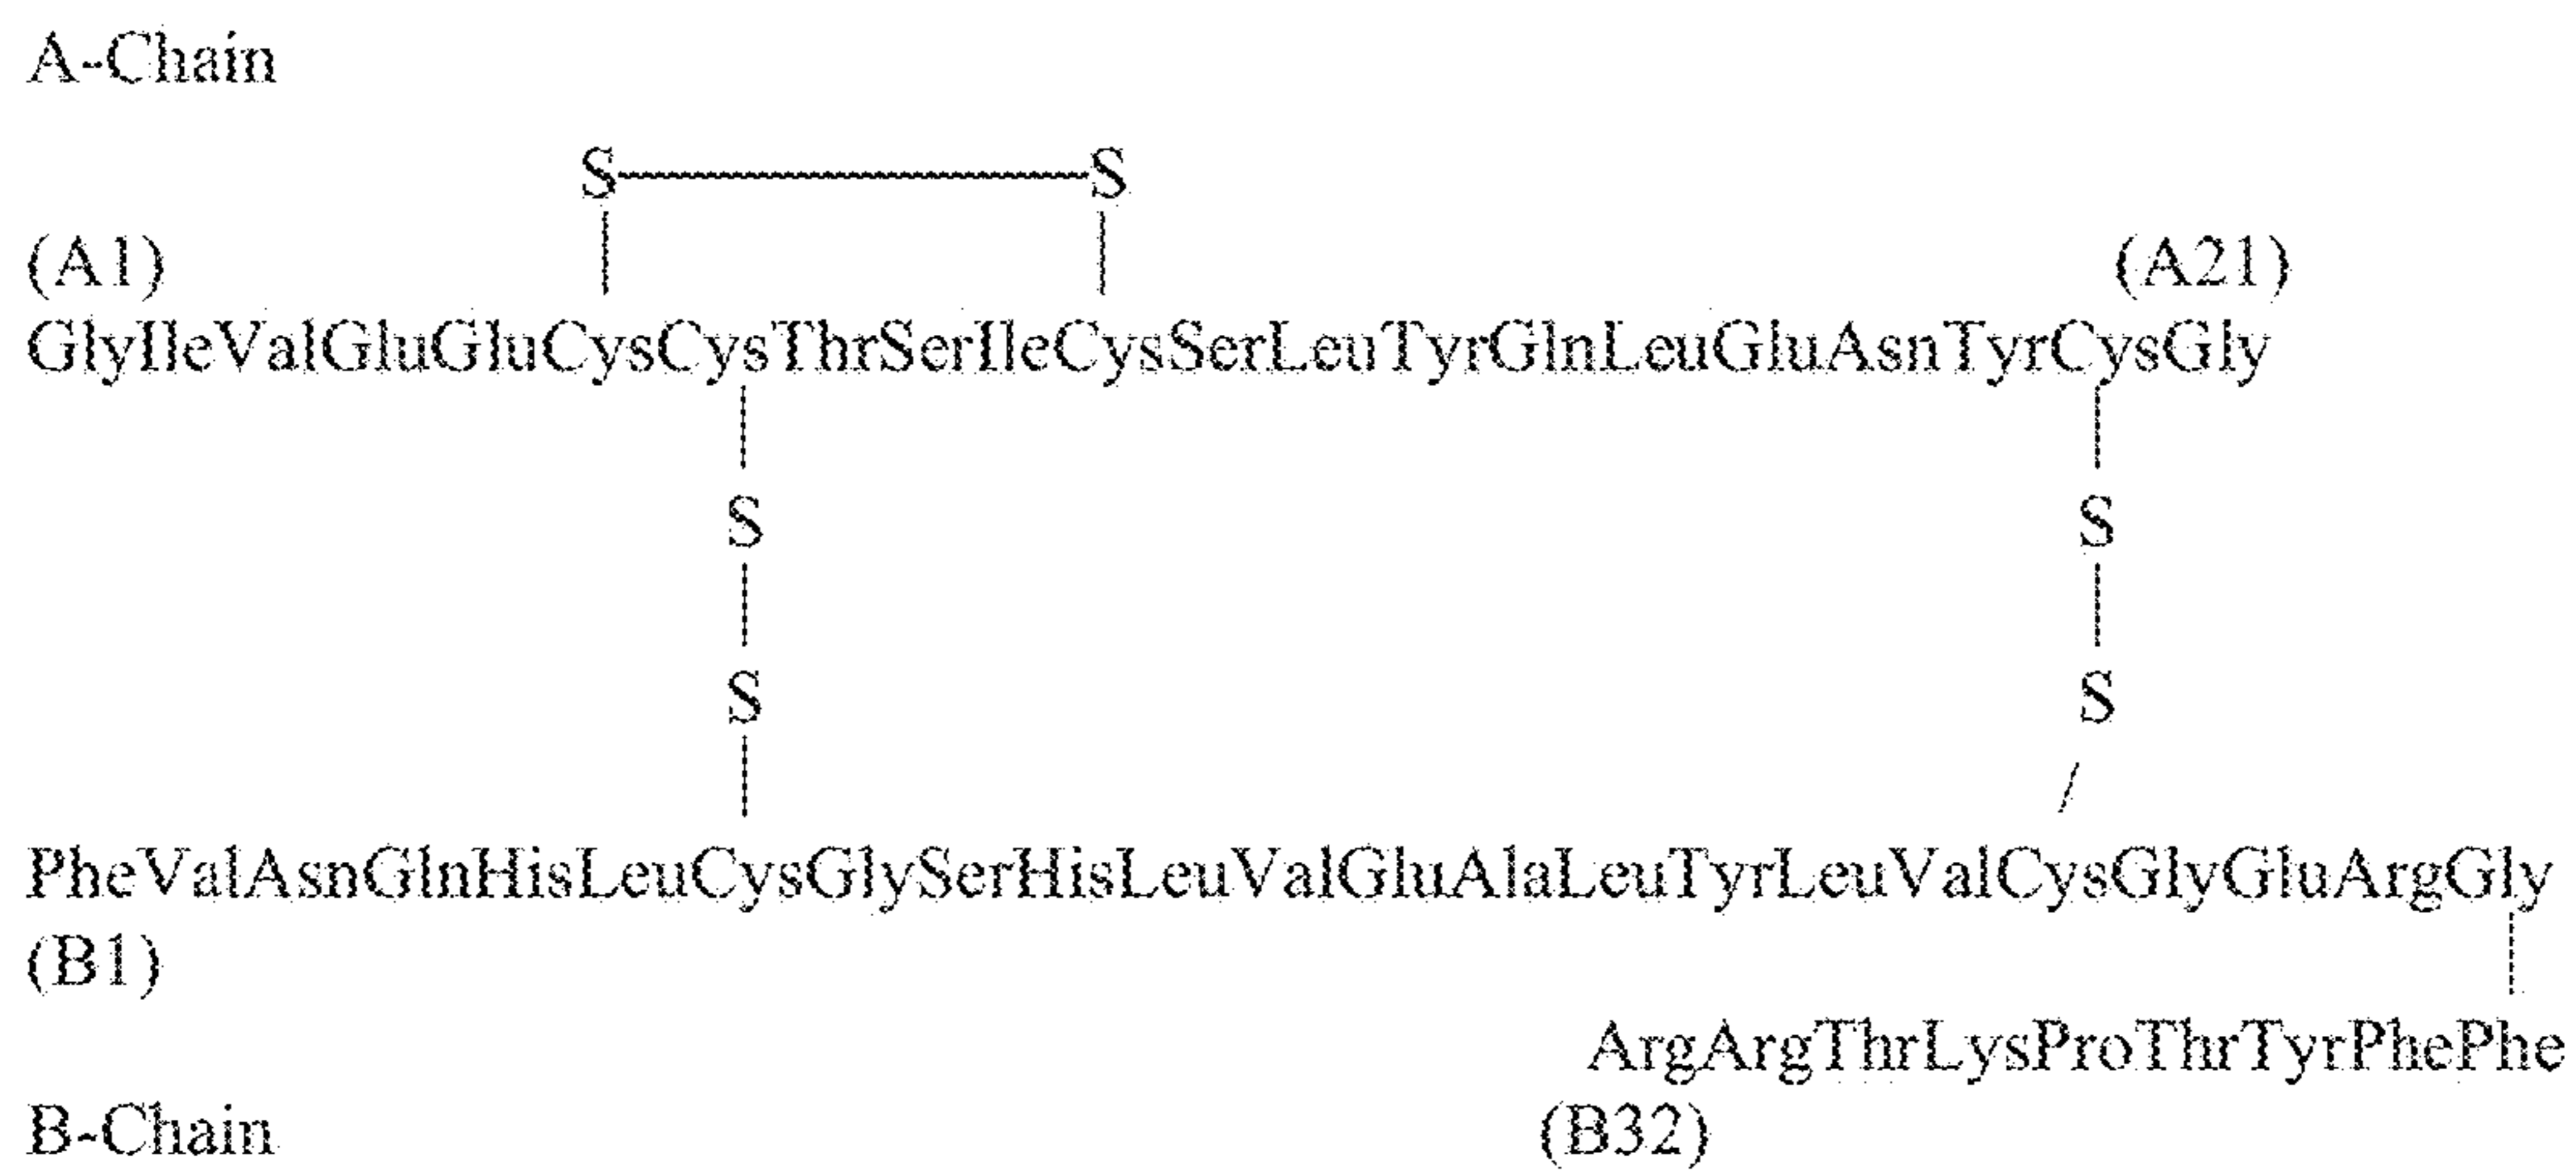 A-Chain
S S
(A1) (A21)
GlyIleValGluGluCysCysThrSerIleCysSerLeuTyrGlnLeuGluAsnTyrCysGly
S S
S S
PheValAsnGlnHisLeuCysGlySerHisLeuValGluAlaLeuTyrLeuValCysGlyGluArgGly
(B1)
ArgArgThrLysProThrTyrPhePhe
B-Chain (B32)